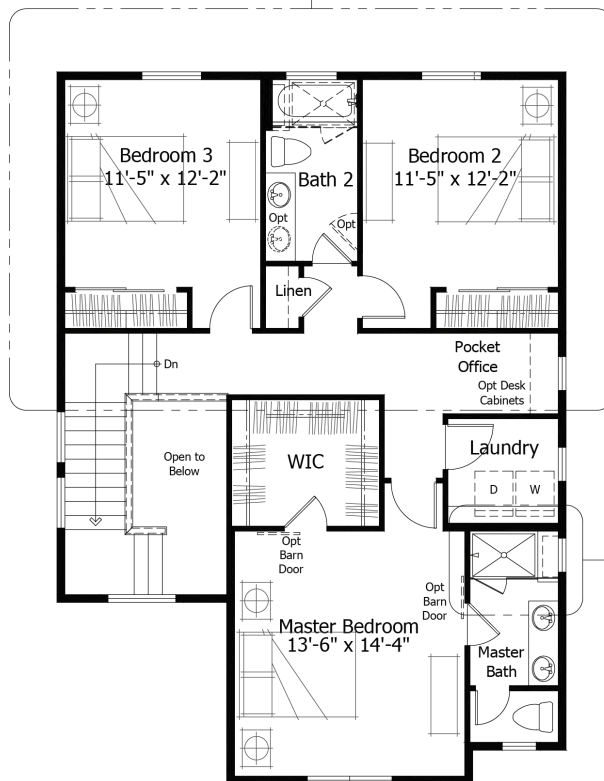 Bedroom 3
11'-5" x 12'-2"
Bath 2
Bedroom 2
11'-5" x 12'-2"
Opt
Opt
Linen
Dn
Pocket
Office
Opt Desk
Cabinets
Open to
Below
WIC
Laundry
D
W
Opt
Barn
Door
Opt
Barn
Door
Master Bedroom
13'-6" x 14'-4"
Master
Bath